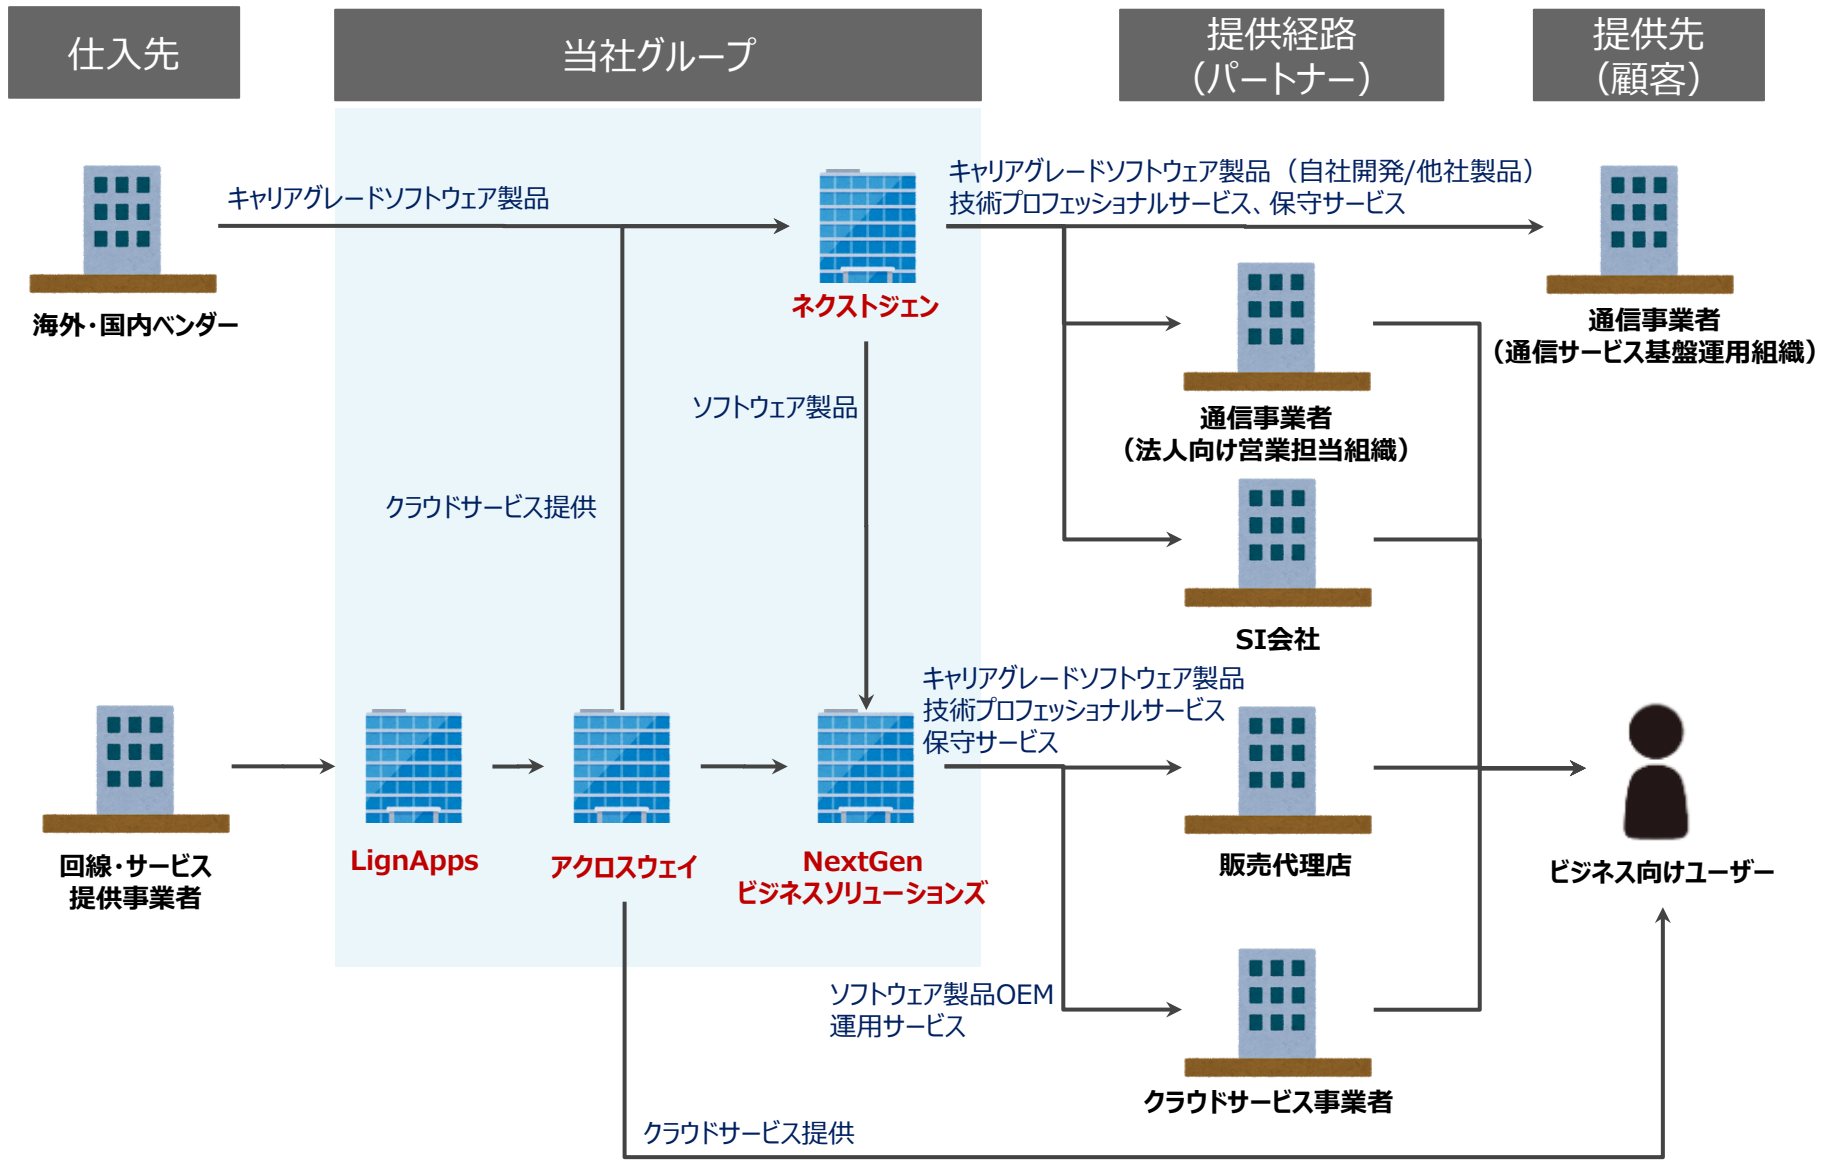 仕入先
当社グループ
提供経路
（パートナー）
提供先
（顧客）
キャリアグレードソフトウェア製品
キャリアグレードソフトウェア製品（自社開発/他社製品）
技術プロフェッショナルサービス、保守サービス
海外・国内ベンダー
ネクストジェン
通信事業者
（通信サービス基盤運用組織）
ソフトウェア製品
通信事業者
（法人向け営業担当組織）
クラウドサービス提供
SI会社
キャリアグレードソフトウェア製品
技術プロフェッショナルサービス
保守サービス
回線・サービス
提供事業者
LignApps
アクロスウェイ
NextGen
ビジネスソリューションズ
販売代理店
ビジネス向けユーザー
ソフトウェア製品OEM
運用サービス
クラウドサービス事業者
クラウドサービス提供